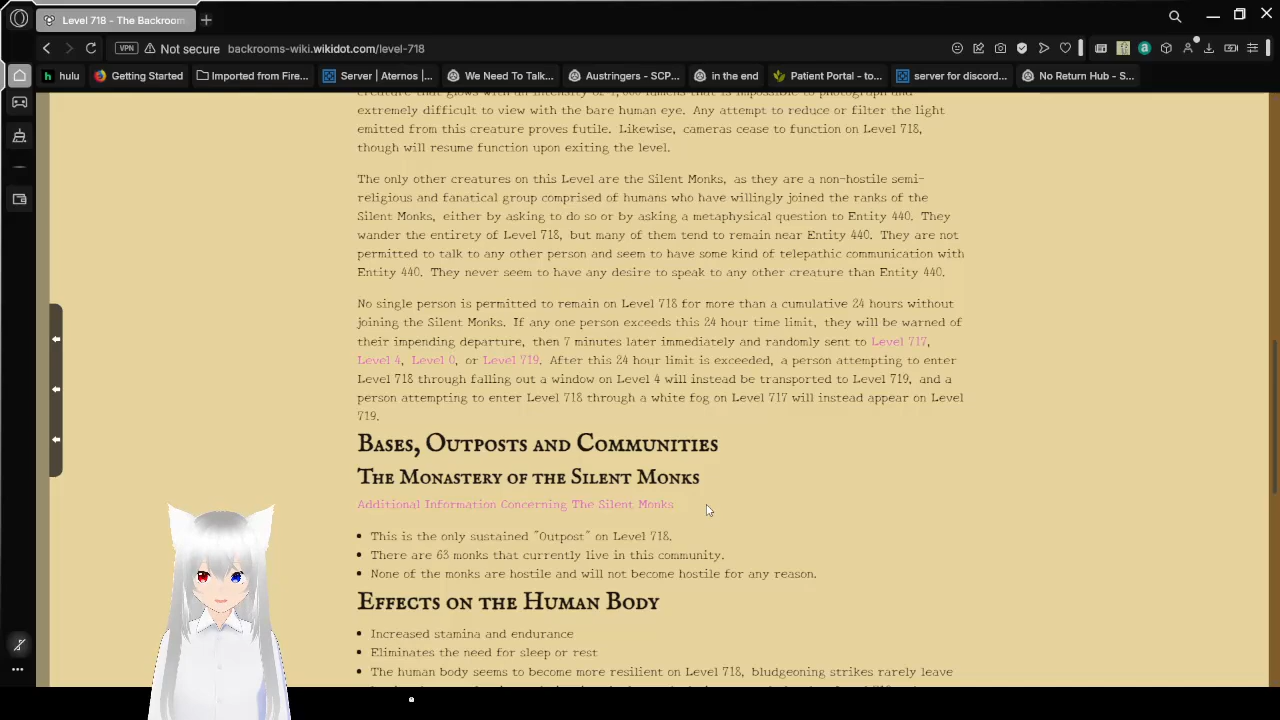 Level 718 - The Backroom
VPN Not secure backrooms-wiki.wikidot.com/level-718
hulu Getting Started Imported from Fire... Server | Aternos |... We Need To Talk... Austringers - SCP... in the end Patient Portal - to... server for discord... No Return Hub - S...
creature that glows with an intensity of lumens that is impossible to photograph and
extremely difficult to view with the bare human eye. Any attempt to reduce or filter the light
emitted from this creature proves futile. Likewise, cameras cease to function on Level 718,
though will resume function upon exiting the level.
The only other creatures on this Level are the Silent Monks, as they are a non-hostile semi-
religious and fanatical group comprised of humans who have willingly joined the ranks of the
Silent Monks, either by asking to do so or by asking a metaphysical question to Entity 440. They
wander the entirety of Level 718, but many of them tend to remain near Entity 440. They are not
permitted to talk to any other person and seem to have some kind of telepathic communication with
Entity 440. They never seem to have any desire to speak to any other creature than Entity 440.
No single person is permitted to remain on Level 718 for more than a cumulative 24 hours without
joining the Silent Monks. If any one person exceeds this 24 hour time limit, they will be warned of
their impending departure, then 7 minutes later immediately and randomly sent to Level 717,
Level 4, Level 0, or Level 719. After this 24 hour limit is exceeded, a person attempting to enter
Level 718 through falling out a window on Level 4 will instead be transported to Level 719, and a
person attempting to enter Level 718 through a white fog on Level 717 will instead appear on Level
719.
Bases, Outposts and Communities
The Monastery of the Silent Monks
Additional Information Concerning The Silent Monks
• This is the only sustained "Outpost" on Level 718.
• There are 63 monks that currently live in this community.
• None of the monks are hostile and will not become hostile for any reason.
Effects on the Human Body
• Increased stamina and endurance
• Eliminates the need for sleep or rest
• The human body seems to become more resilient on Level 718, bludgeoning strikes rarely leave